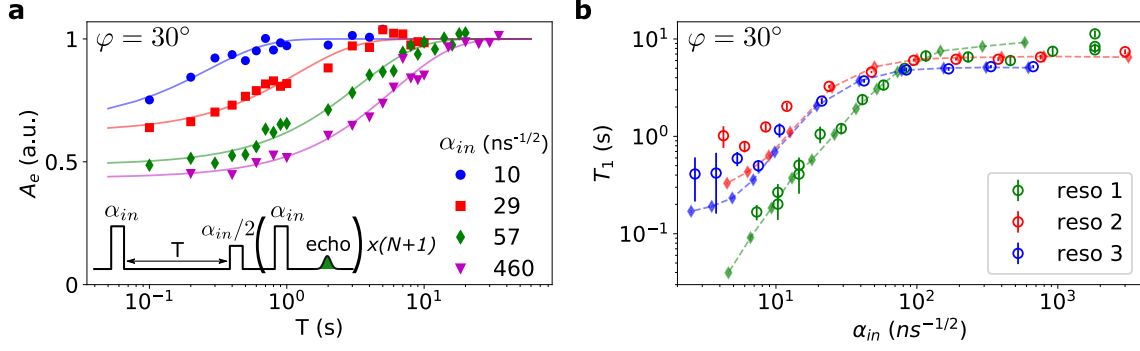 a
φ = 30°
1
0.5
0
A_e (a.u.)
α_in (ns^-1/2)
10
29
57
460
α_in
T
α_in/2
α_in
echo
x(N+1)
10^-1
10^0
10^1
T (s)
b
φ = 30°
10^1
10^0
10^-1
T_1 (s)
reso 1
reso 2
reso 3
10^1
10^2
10^3
α_in (ns^-1/2)